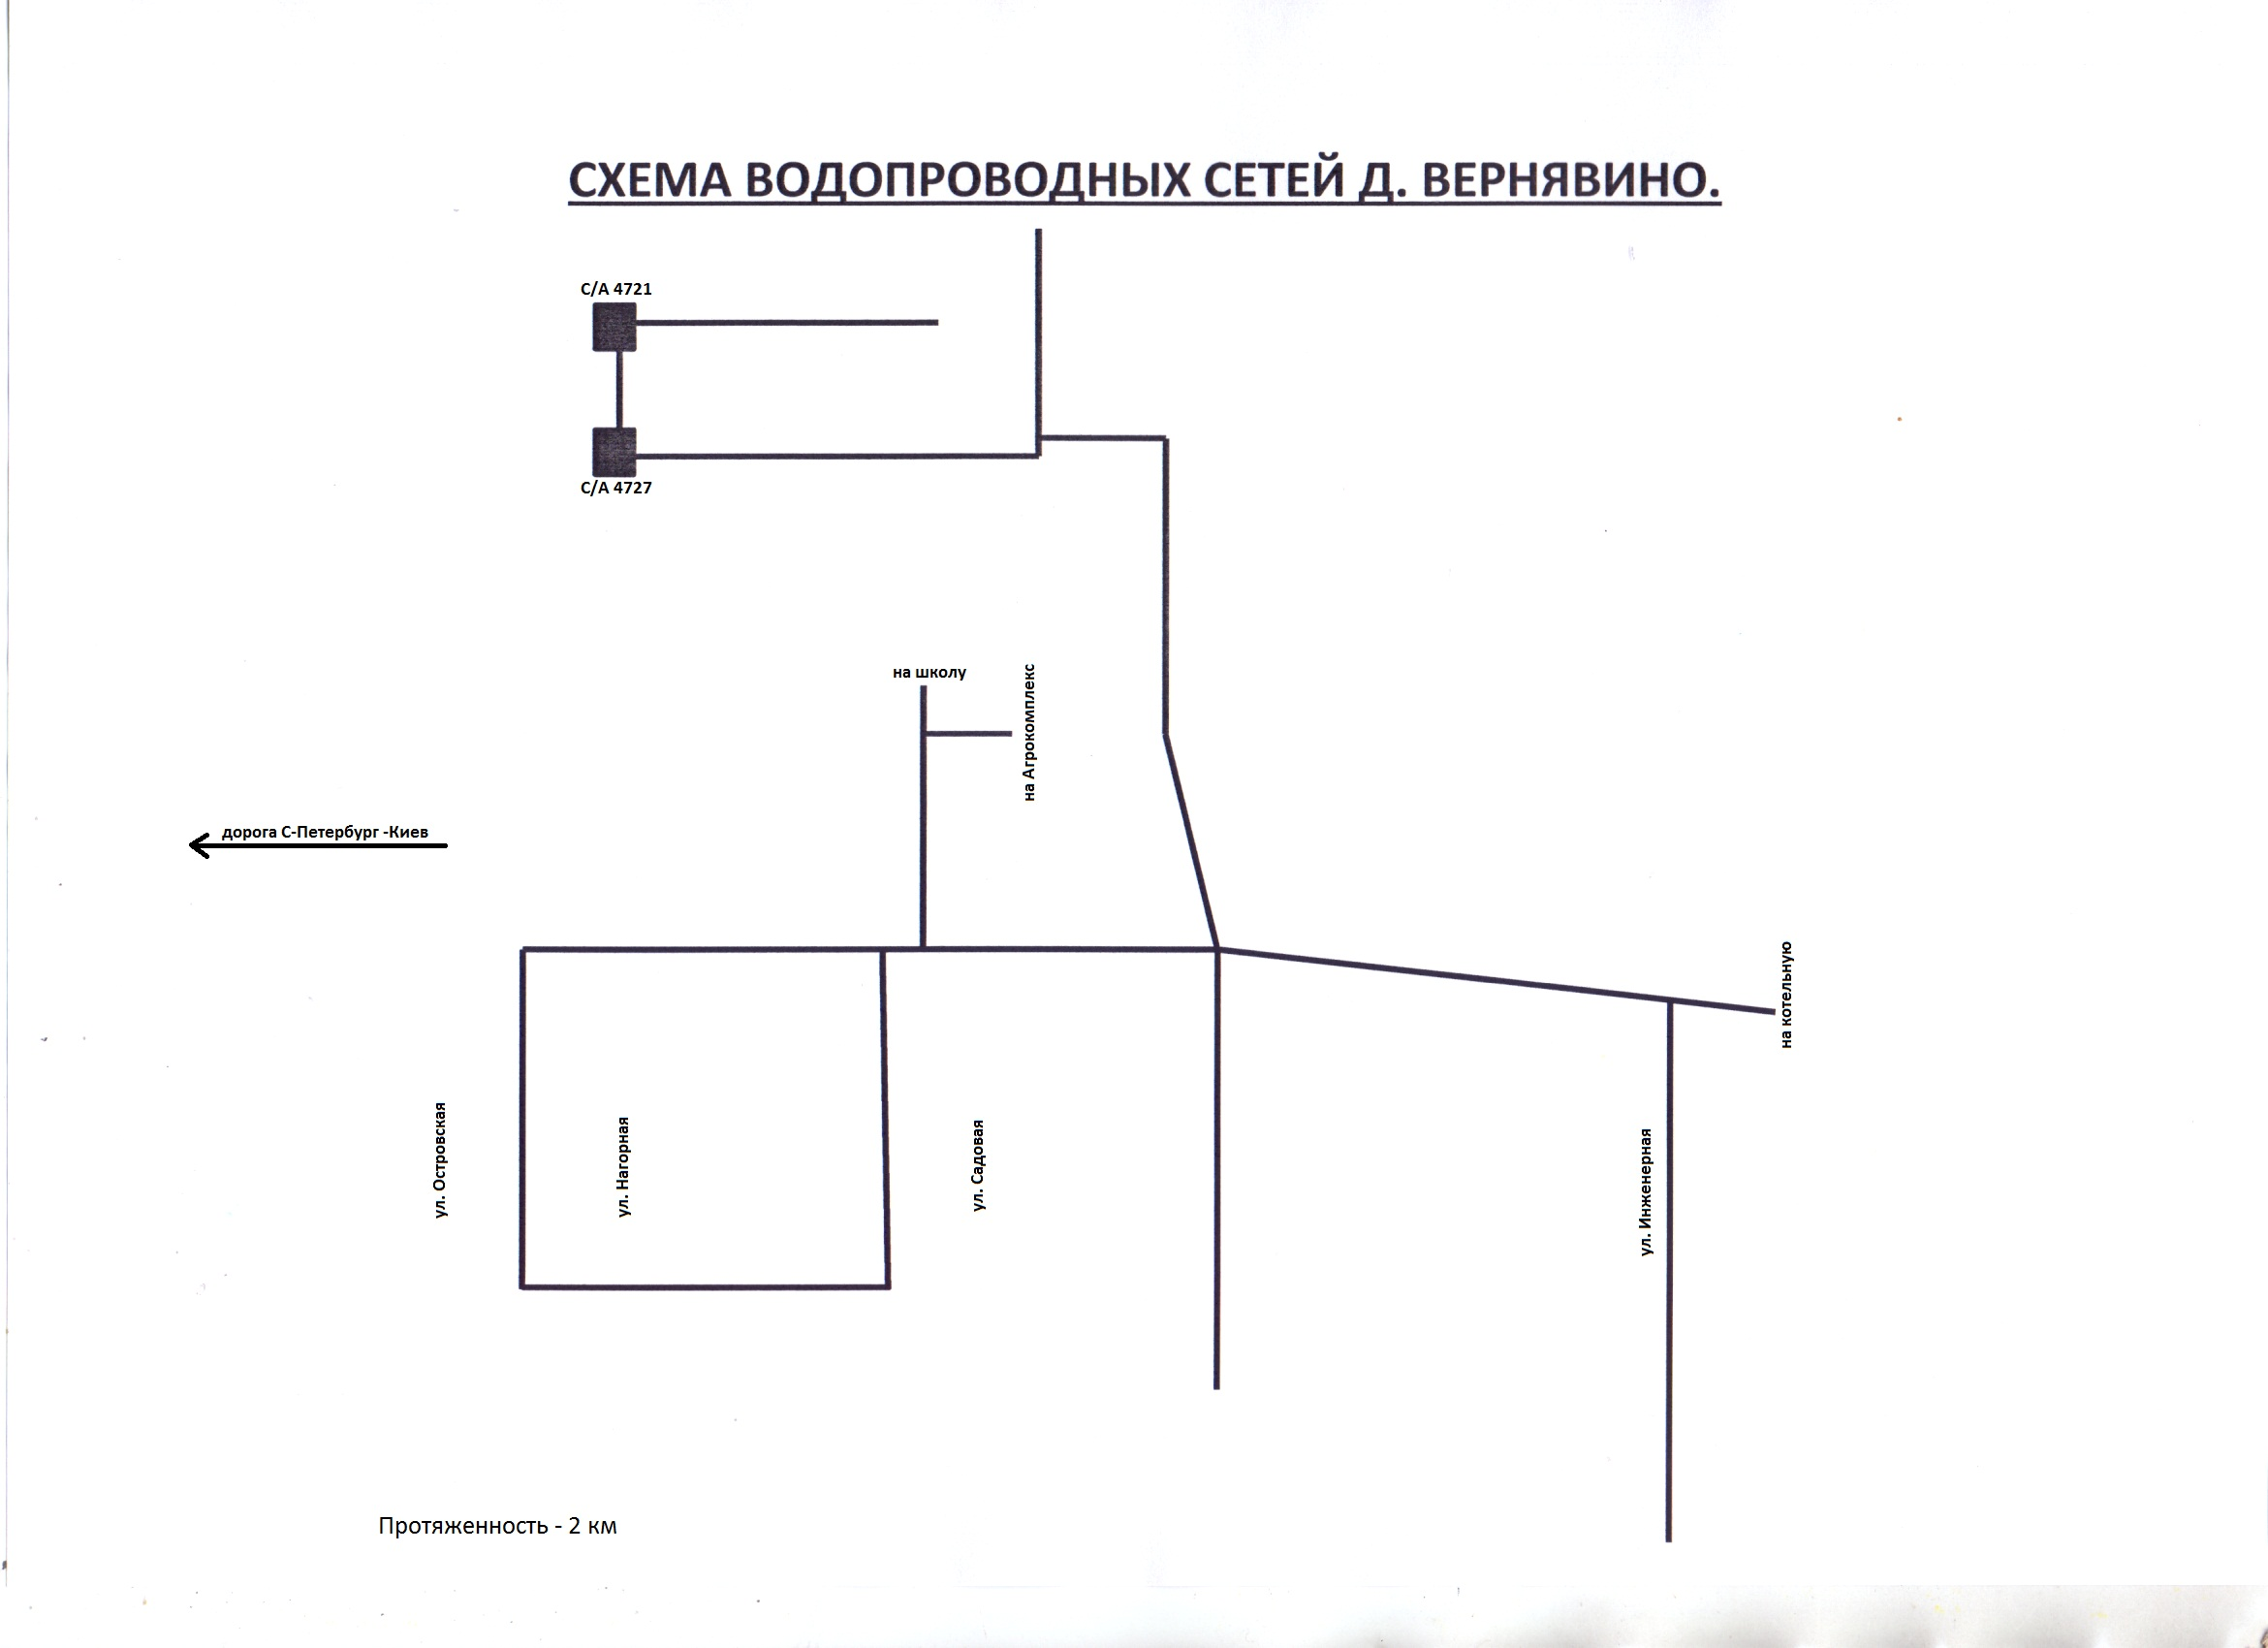 СХЕМА ВОДОПРОВОДНЫХ СЕТЕЙ Д. ВЕРНЯВИНО.
С/А 4721
С/А 4727
на школу
на Агрокомплекс
дорога С-Петербург -Киев
на котельную
ул. Островская
ул. Нагорная
ул. Садовая
ул. Инженерная
Протяженность - 2 км